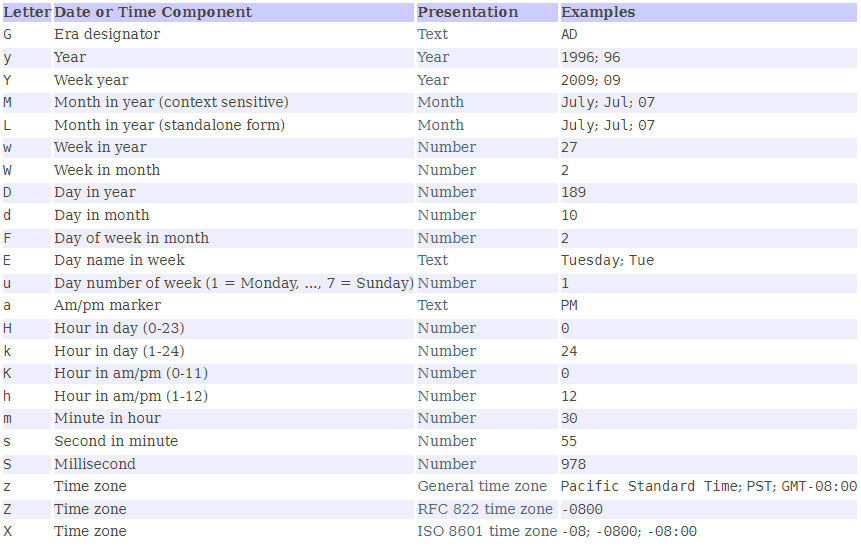 Letter Date or Time Component Presentation Examples
G Era designator Text AD
y Year Year 1996; 96
Y Week year Year 2009; 09
M Month in year (context sensitive) Month July; Jul; 07
L Month in year (standalone form) Month July; Jul; 07
w Week in year Number 27
W Week in month Number 2
D Day in year Number 189
d Day in month Number 10
F Day of week in month Number 2
E Day name in week Text Tuesday; Tue
u Day number of week (1 = Monday, ..., 7 = Sunday) Number 1
a Am/pm marker Text PM
H Hour in day (0-23) Number 0
k Hour in day (1-24) Number 24
K Hour in am/pm (0-11) Number 0
h Hour in am/pm (1-12) Number 12
m Minute in hour Number 30
s Second in minute Number 55
S Millisecond Number 978
z Time zone General time zone Pacific Standard Time; PST; GMT-08:00
Z Time zone RFC 822 time zone -0800
X Time zone ISO 8601 time zone -08; -0800; -08:00